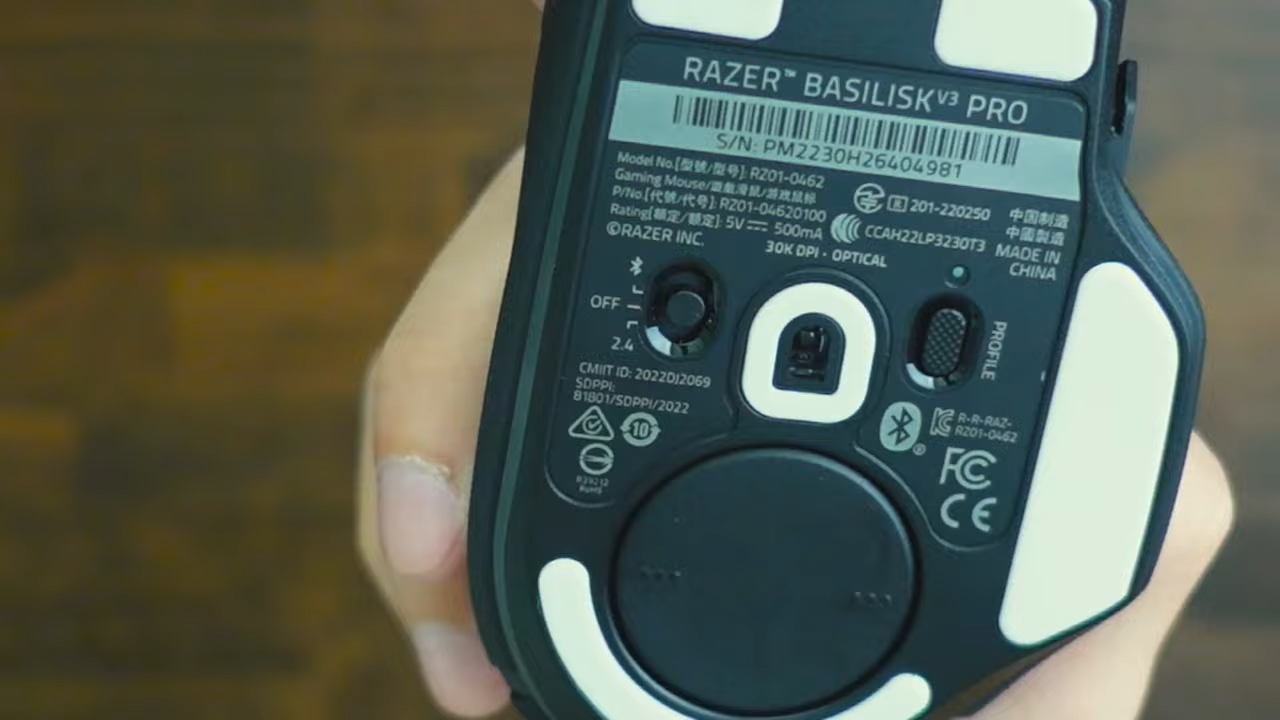 RAZER™ BASILISK V3 PRO
S/N: PM2230H26404981
Model No.[型號/型号]: RZ01-0462
Gaming Mouse/遊戲滑鼠/游戏鼠标
P/No.[代號/代号]: RZ01-04620100
Rating[額定/额定]: 5V 500mA
©RAZER INC.
201-220250
CCAH22LP3230T3
中国制造
中國製造
MADE IN
CHINA
30K DPI · OPTICAL
OFF
2.4
PROFILE
CMIIT ID: 2022DJ2069
SDPPI:
81801/SDPPI/2022
10
R-R-RAZ-
RZ01-0462
FC
CE